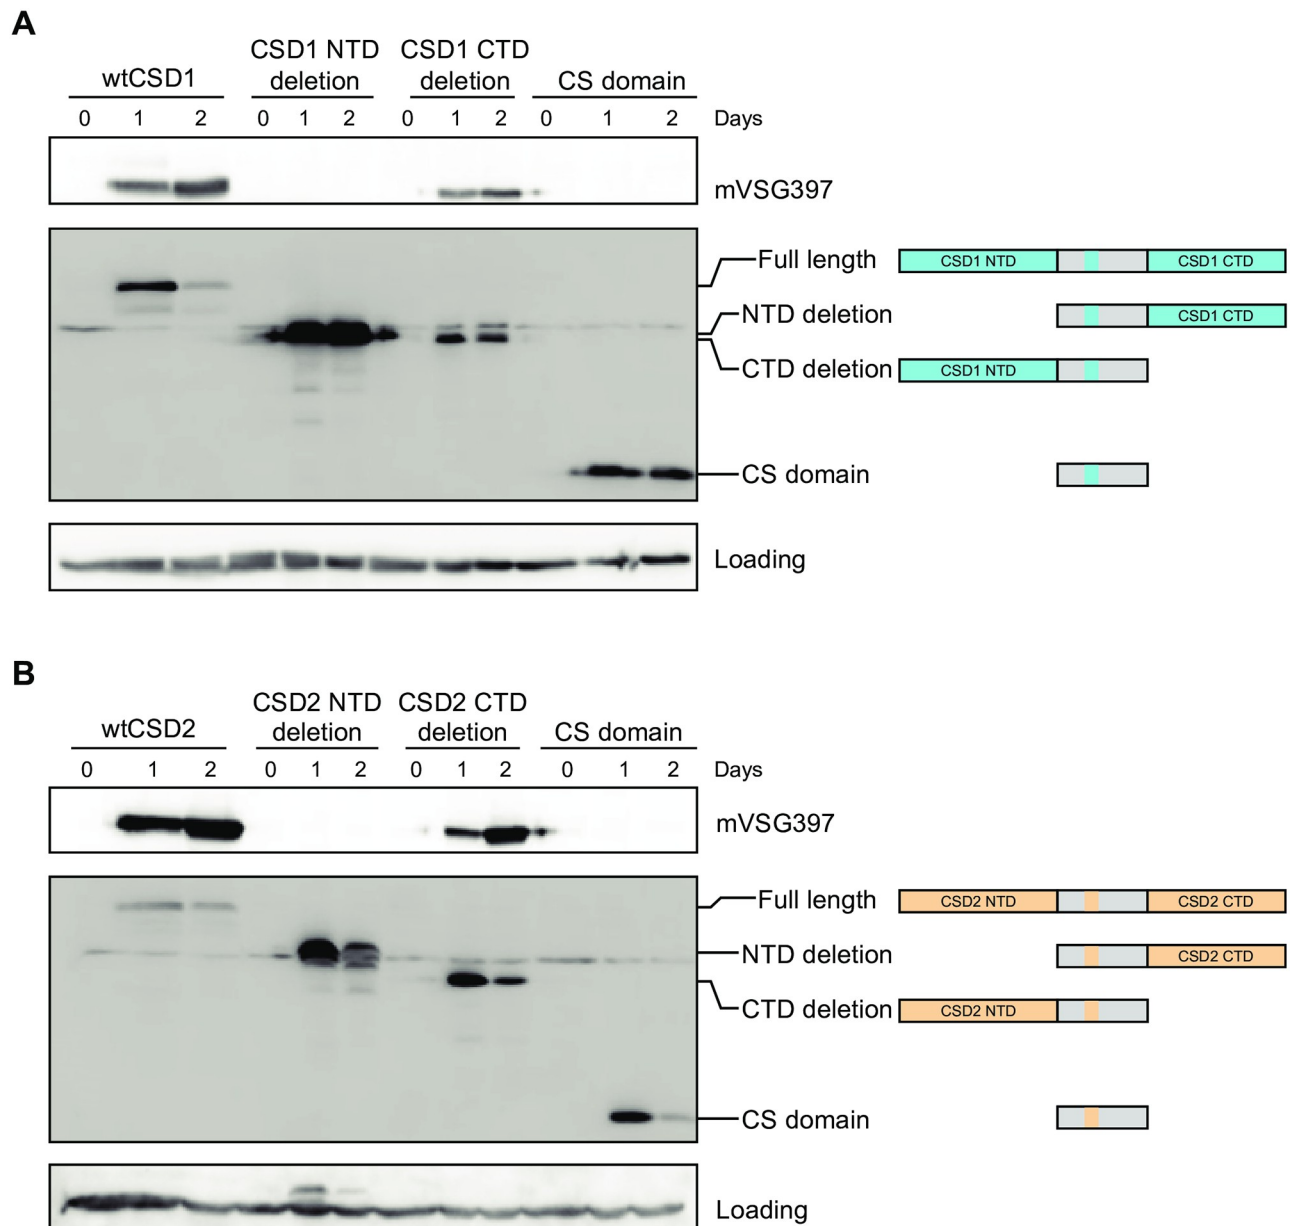 A
wtCSD1
CSD1 NTD
deletion
CSD1 CTD
deletion
CS domain
0 1 2 0 1 2 0 1 2 0 1 2 Days
mVSG397
Full length
CSD1 NTD CSD1 CTD
NTD deletion
CSD1 CTD
CTD deletion
CSD1 NTD
CS domain
Loading
B
wtCSD2
CSD2 NTD
deletion
CSD2 CTD
deletion
CS domain
0 1 2 0 1 2 0 1 2 0 1 2 Days
mVSG397
Full length
CSD2 NTD CSD2 CTD
NTD deletion
CSD2 CTD
CTD deletion
CSD2 NTD
CS domain
Loading